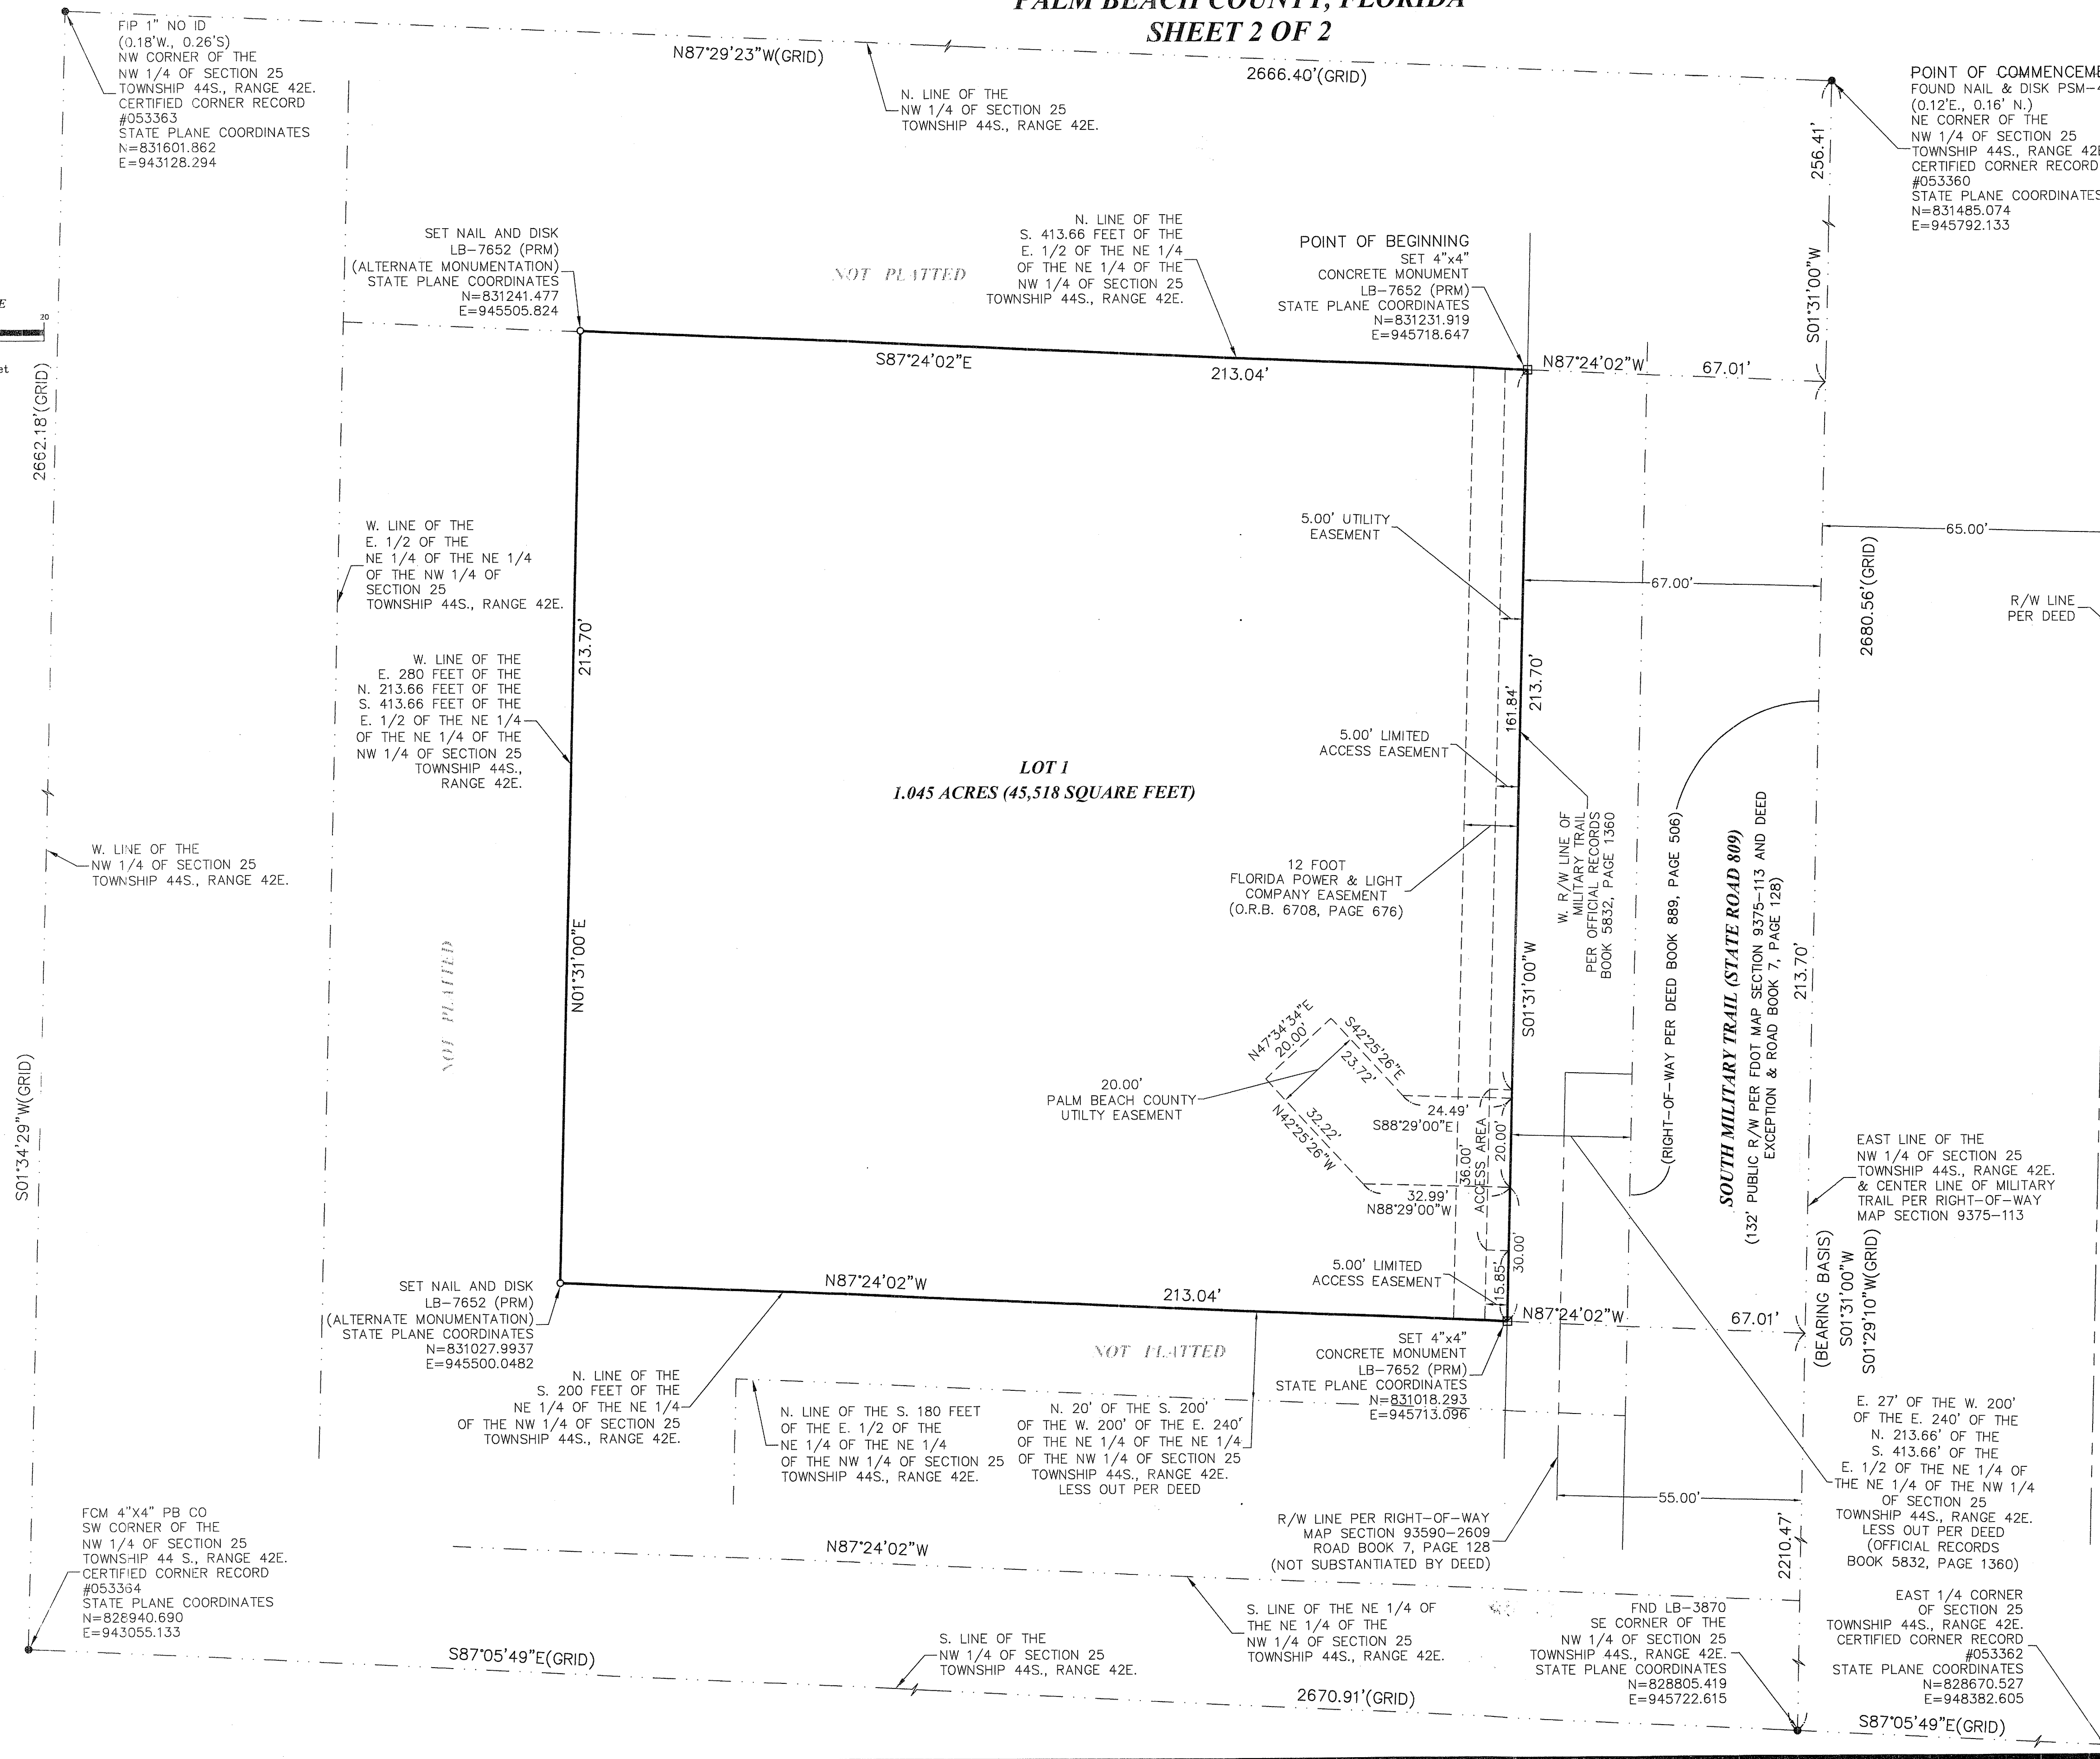 PALM BEACH COUNTY, FLORIDA
SHEET 2 OF 2
FIP 1" NO ID
(0.18'W., 0.26'S)
NW CORNER OF THE
NW 1/4 OF SECTION 25
TOWNSHIP 44S., RANGE 42E.
CERTIFIED CORNER RECORD
#053363
STATE PLANE COORDINATES
N=831601.862
E=943128.294
N87°29'23"W(GRID)
2666.40'(GRID)
N. LINE OF THE
NW 1/4 OF SECTION 25
TOWNSHIP 44S., RANGE 42E.
POINT OF COMMENCEME
FOUND NAIL & DISK PSM-4
(0.12'E., 0.16' N.)
NE CORNER OF THE
NW 1/4 OF SECTION 25
TOWNSHIP 44S., RANGE 42E
CERTIFIED CORNER RECORD
#053360
STATE PLANE COORDINATES
N=831485.074
E=945792.133
256.41'
S01°31'00"W
SET NAIL AND DISK
LB-7652 (PRM)
(ALTERNATE MONUMENTATION)
STATE PLANE COORDINATES
N=831241.477
E=945505.824
NOT PLATTED
N. LINE OF THE
S. 413.66 FEET OF THE
E. 1/2 OF THE NE 1/4
OF THE NE 1/4 OF THE
NW 1/4 OF SECTION 25
TOWNSHIP 44S., RANGE 42E.
POINT OF BEGINNING
SET 4"x4"
CONCRETE MONUMENT
LB-7652 (PRM)
STATE PLANE COORDINATES
N=831231.919
E=945718.647
E
20
et
2662.18'(GRID)
S87°24'02"E
213.04'
N87°24'02"W
67.01'
W. LINE OF THE
E. 1/2 OF THE
NE 1/4 OF THE NE 1/4
OF THE NW 1/4 OF
SECTION 25
TOWNSHIP 44S., RANGE 42E.
5.00' UTILITY
EASEMENT
65.00'
67.00'
2680.56'(GRID)
R/W LINE
PER DEED
213.70'
W. LINE OF THE
E. 280 FEET OF THE
N. 213.66 FEET OF THE
S. 413.66 FEET OF THE
E. 1/2 OF THE NE 1/4
OF THE NE 1/4 OF THE
NW 1/4 OF SECTION 25
TOWNSHIP 44S.,
RANGE 42E.
161.84'
213.70'
5.00' LIMITED
ACCESS EASEMENT
LOT 1
1.045 ACRES (45,518 SQUARE FEET)
W. LINE OF THE
NW 1/4 OF SECTION 25
TOWNSHIP 44S., RANGE 42E.
12 FOOT
FLORIDA POWER & LIGHT
COMPANY EASEMENT
(O.R.B. 6708, PAGE 676)
W. R/W LINE OF
MILITARY TRAIL
PER OFFICIAL RECORDS
BOOK 5832, PAGE 1360
(RIGHT-OF-WAY PER DEED BOOK 889, PAGE 506)
SOUTH MILITARY TRAIL (STATE ROAD 809)
(132' PUBLIC R/W PER FDOT MAP SECTION 9375-113 AND DEED
EXCEPTION & ROAD BOOK 7, PAGE 128)
213.70'
NOT PLATTED
N01°31'00"E
S01°31'00"W
S01°34'29"W(GRID)
N47°34'34"E
20.00'
S42°25'26"E
23.72'
20.00'
PALM BEACH COUNTY
UTILTY EASEMENT
32.22'
N42°25'26"W
24.49'
S88°29'00"E
36.00'
ACCESS AREA
20.00'
32.99'
N88°29'00"W
30.00'
15.85'
5.00' LIMITED
ACCESS EASEMENT
EAST LINE OF THE
NW 1/4 OF SECTION 25
TOWNSHIP 44S., RANGE 42E.
& CENTER LINE OF MILITARY
TRAIL PER RIGHT-OF-WAY
MAP SECTION 9375-113
(BEARING BASIS)
S01°31'00"W
S01°29'10"W(GRID)
SET NAIL AND DISK
LB-7652 (PRM)
(ALTERNATE MONUMENTATION)
STATE PLANE COORDINATES
N=831027.9937
E=945500.0482
N87°24'02"W
213.04'
N87°24'02"W
67.01'
NOT PLATTED
SET 4"x4"
CONCRETE MONUMENT
LB-7652 (PRM)
STATE PLANE COORDINATES
N=831018.293
E=945713.096
N. LINE OF THE
S. 200 FEET OF THE
NE 1/4 OF THE NE 1/4
OF THE NW 1/4 OF SECTION 25
TOWNSHIP 44S., RANGE 42E.
N. LINE OF THE S. 180 FEET
OF THE E. 1/2 OF THE
NE 1/4 OF THE NE 1/4
OF THE NW 1/4 OF SECTION 25
TOWNSHIP 44S., RANGE 42E.
N. 20' OF THE S. 200'
OF THE W. 200' OF THE E. 240'
OF THE NE 1/4 OF THE NE 1/4
OF THE NW 1/4 OF SECTION 25
TOWNSHIP 44S., RANGE 42E.
LESS OUT PER DEED
E. 27' OF THE W. 200'
OF THE E. 240' OF THE
N. 213.66' OF THE
S. 413.66' OF THE
E. 1/2 OF THE NE 1/4 OF
THE NE 1/4 OF THE NW 1/4
OF SECTION 25
TOWNSHIP 44S., RANGE 42E.
LESS OUT PER DEED
(OFFICIAL RECORDS
BOOK 5832, PAGE 1360)
55.00'
R/W LINE PER RIGHT-OF-WAY
MAP SECTION 93590-2609
ROAD BOOK 7, PAGE 128
(NOT SUBSTANTIATED BY DEED)
2210.47'
FCM 4"X4" PB CO
SW CORNER OF THE
NW 1/4 OF SECTION 25
TOWNSHIP 44 S., RANGE 42E.
CERTIFIED CORNER RECORD
#053364
STATE PLANE COORDINATES
N=828940.690
E=943055.133
N87°24'02"W
S. LINE OF THE NE 1/4 OF
THE NE 1/4 OF THE
NW 1/4 OF SECTION 25
TOWNSHIP 44S., RANGE 42E.
FND LB-3870
SE CORNER OF THE
NW 1/4 OF SECTION 25
TOWNSHIP 44S., RANGE 42E.
STATE PLANE COORDINATES
N=828805.419
E=945722.615
EAST 1/4 CORNER
OF SECTION 25
TOWNSHIP 44S., RANGE 42E.
CERTIFIED CORNER RECORD
#053362
STATE PLANE COORDINATES
N=828670.527
E=948382.605
S87°05'49"E(GRID)
S. LINE OF THE
NW 1/4 OF SECTION 25
TOWNSHIP 44S., RANGE 42E.
2670.91'(GRID)
S87°05'49"E(GRID)